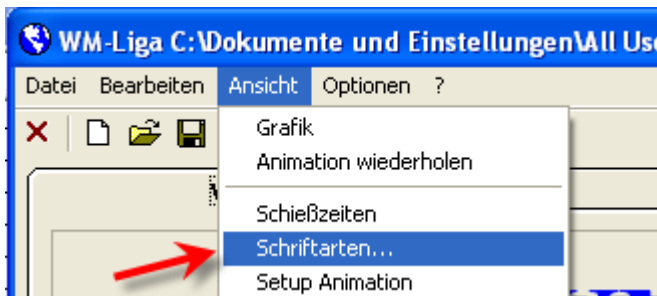 WM-Liga C:\Dokumente und Einstellungen\All Use
Datei Bearbeiten Ansicht Optionen ?
Grafik
Animation wiederholen
Schießzeiten
Schriftarten...
Setup Animation